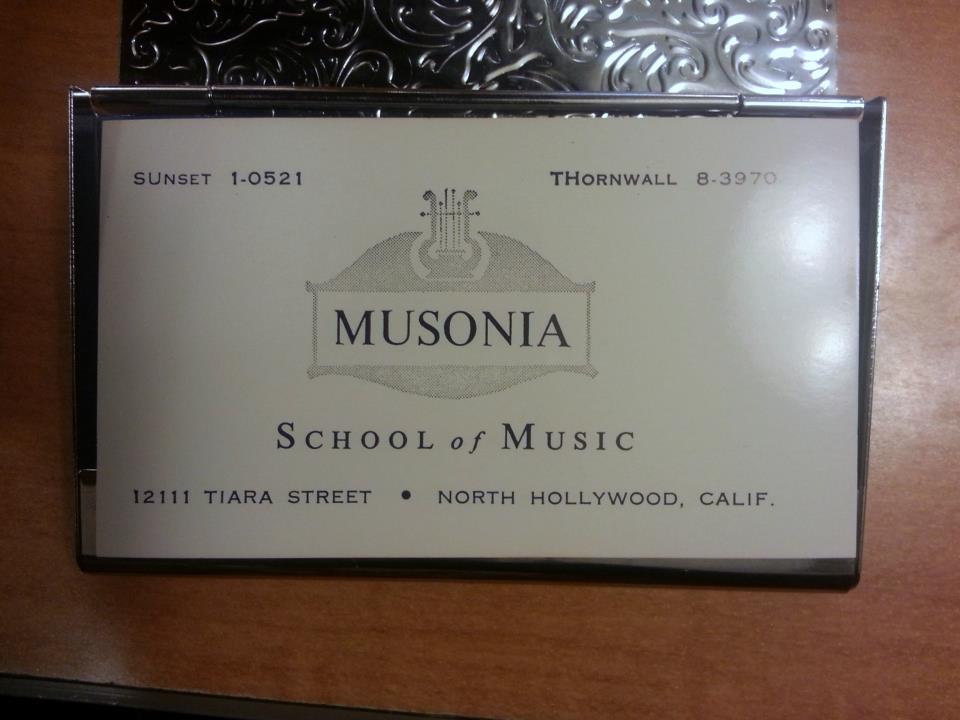 SUNSET 1-0521 THORNWALL 8-3970
MUSONIA
SCHOOL of MUSIC
12111 TIARA STREET • NORTH HOLLYWOOD, CALIF.